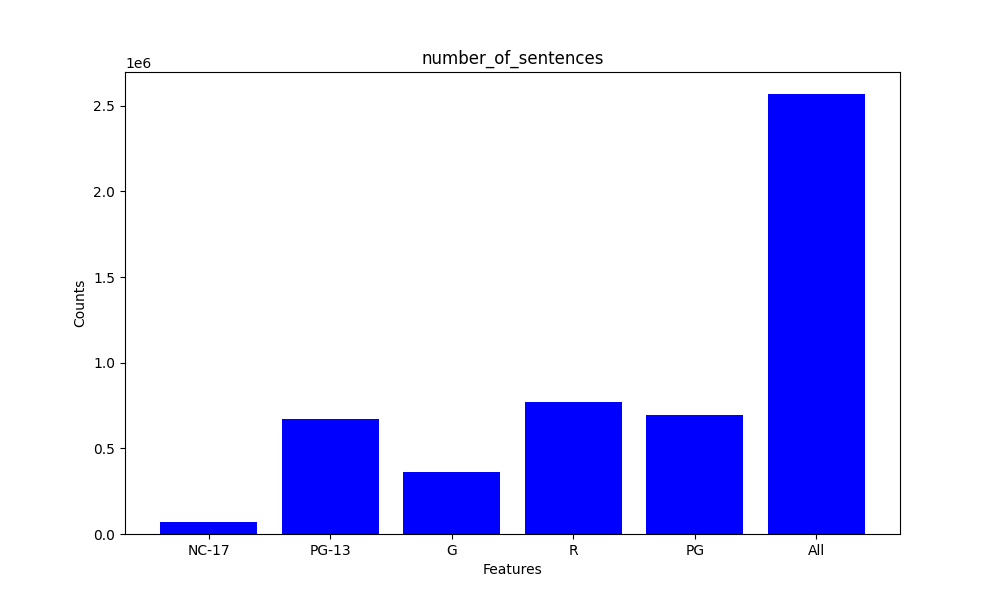 number_of_sentences
1e6
2.5
2.0
1.5
1.0
0.5
0.0
Counts
NC-17 PG-13 G R PG All
Features